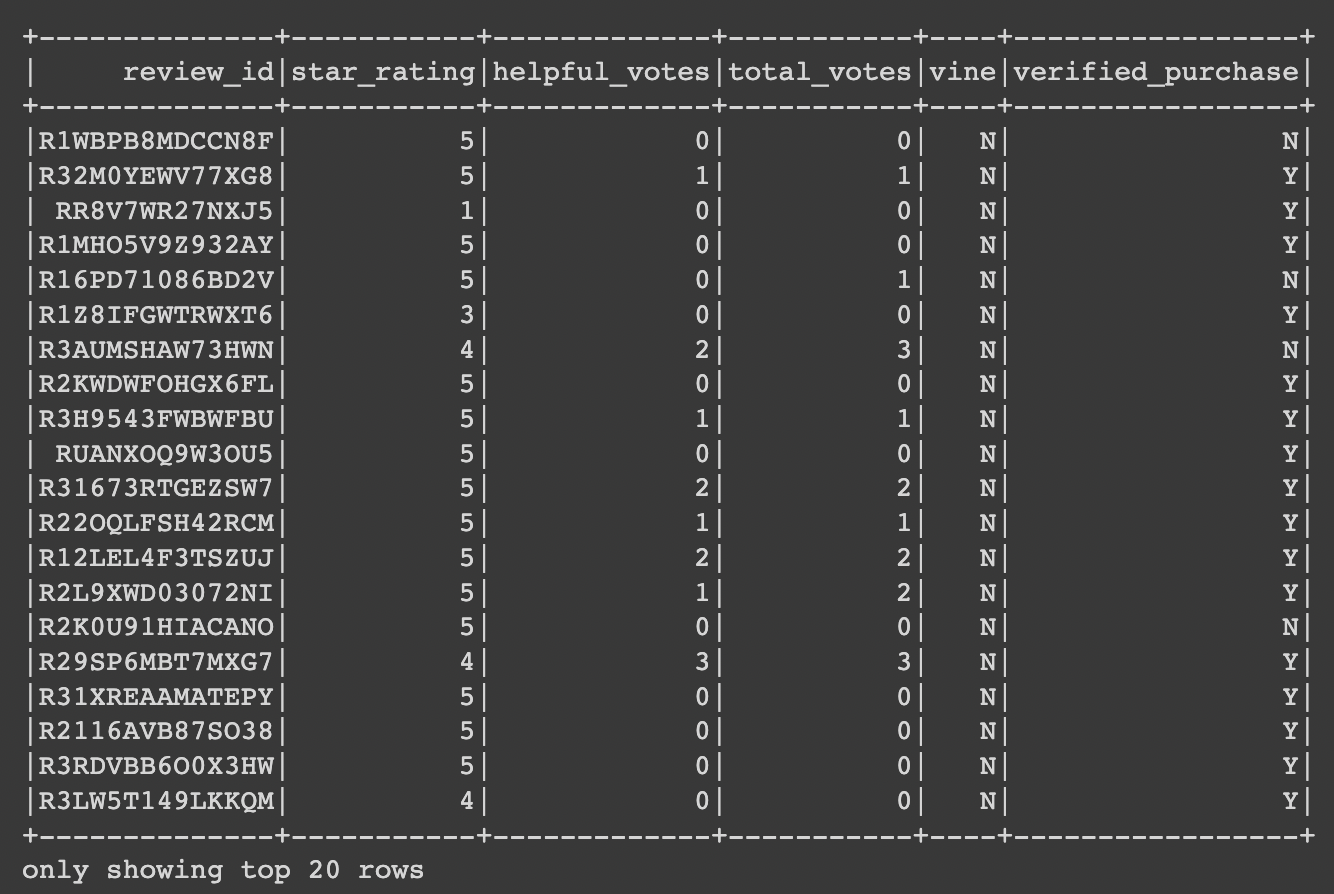 +--------------+-----------+-------------+-----------+----+-----------------+
|     review_id|star_rating|helpful_votes|total_votes|vine|verified_purchase|
+--------------+-----------+-------------+-----------+----+-----------------+
|R1WBPB8MDCCN8F|          5|            0|          0|   N|                N|
|R32M0YEWV77XG8|          5|            1|          1|   N|                Y|
| RR8V7WR27NXJ5|          1|            0|          0|   N|                Y|
|R1MHO5V9Z932AY|          5|            0|          0|   N|                Y|
|R16PD71086BD2V|          5|            0|          1|   N|                N|
|R1Z8IFGWTRWXT6|          3|            0|          0|   N|                Y|
|R3AUMSHAW73HWN|          4|            2|          3|   N|                N|
|R2KWDWFOHGX6FL|          5|            0|          0|   N|                Y|
|R3H9543FWBWFBU|          5|            1|          1|   N|                Y|
| RUANXOQ9W3OU5|          5|            0|          0|   N|                Y|
|R31673RTGEZSW7|          5|            2|          2|   N|                Y|
|R22OQLFSH42RCM|          5|            1|          1|   N|                Y|
|R12LEL4F3TSZUJ|          5|            2|          2|   N|                Y|
|R2L9XWD03072NI|          5|            1|          2|   N|                Y|
|R2K0U91HIACANO|          5|            0|          0|   N|                N|
|R29SP6MBT7MXG7|          4|            3|          3|   N|                Y|
|R31XREAAMATEPY|          5|            0|          0|   N|                Y|
|R2116AVB87SO38|          5|            0|          0|   N|                Y|
|R3RDVBB6O0X3HW|          5|            0|          0|   N|                Y|
|R3LW5T149LKKQM|          4|            0|          0|   N|                Y|
+--------------+-----------+-------------+-----------+----+-----------------+
only showing top 20 rows